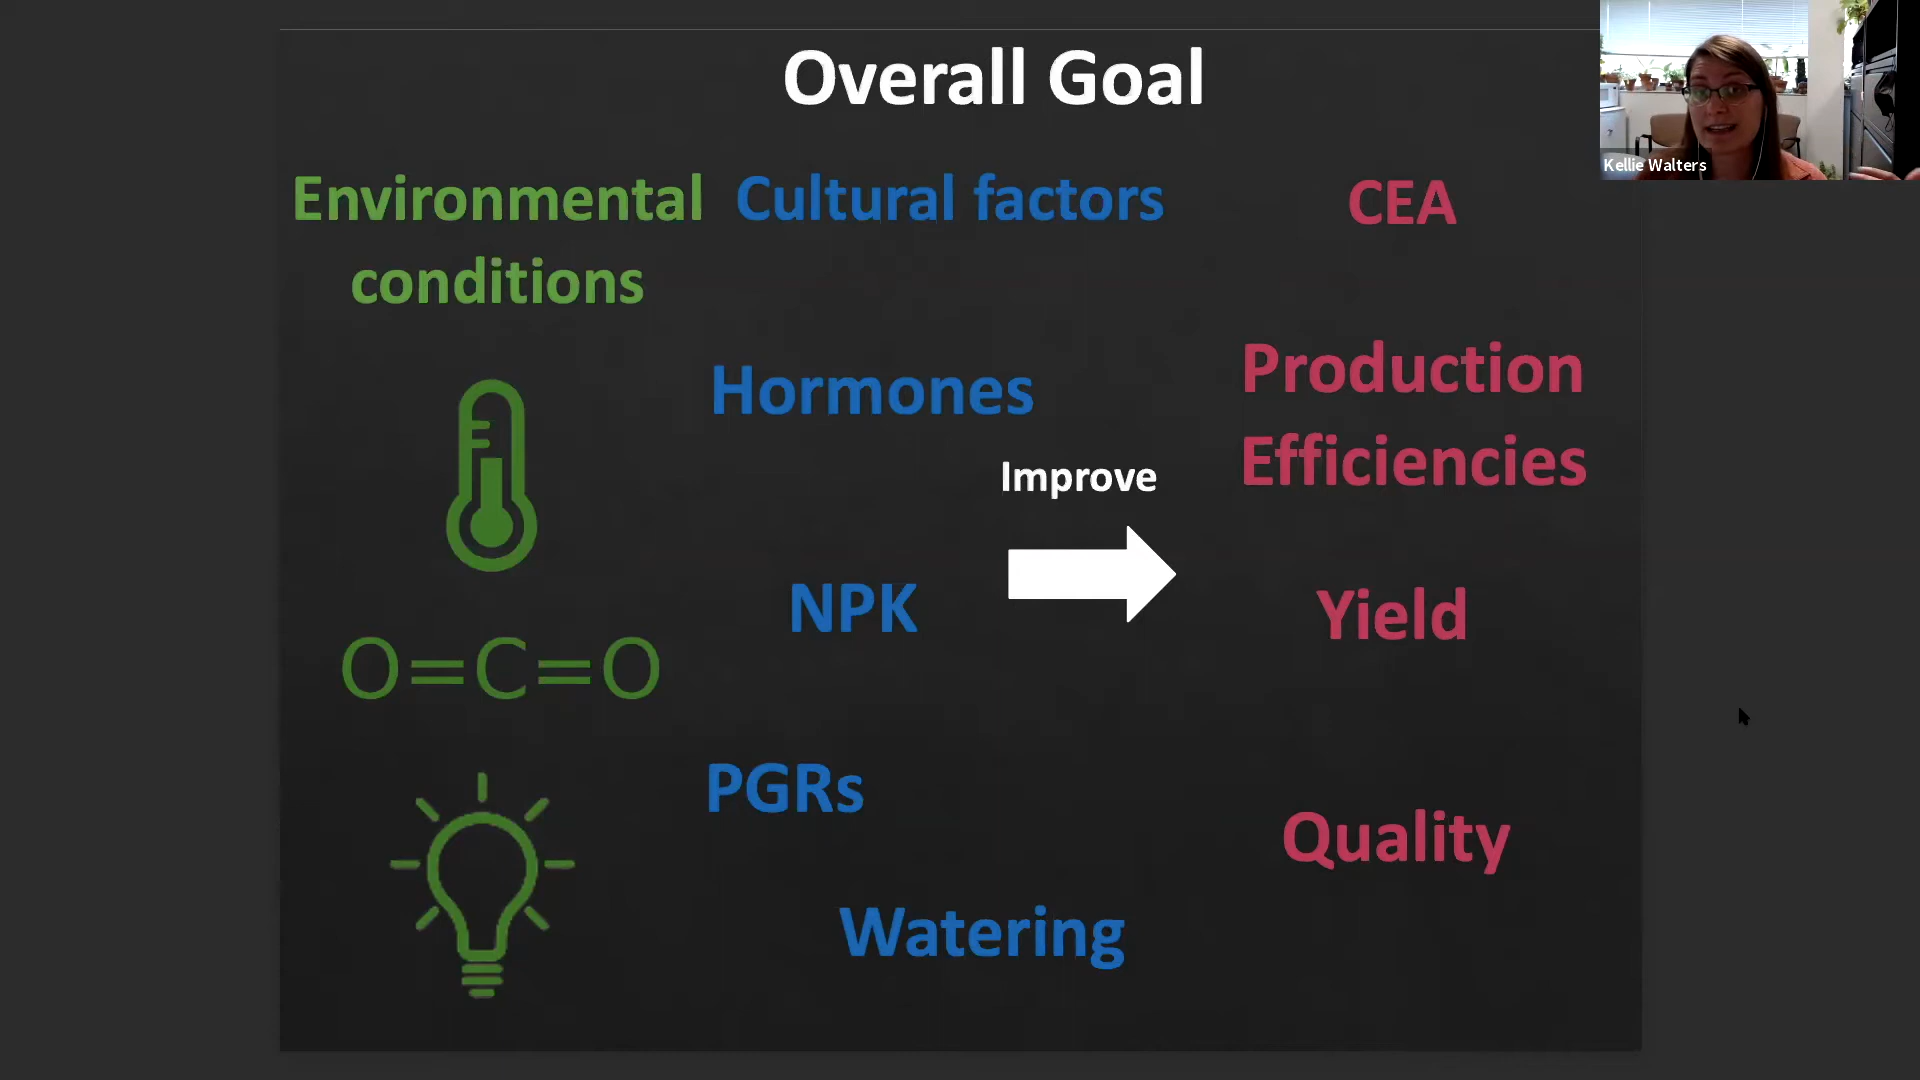 Overall Goal
Kellie Walters
Environmental
conditions
Cultural factors
CEA
Hormones
Production
Efficiencies
Improve
NPK
Yield
O=C=O
PGRs
Quality
Watering